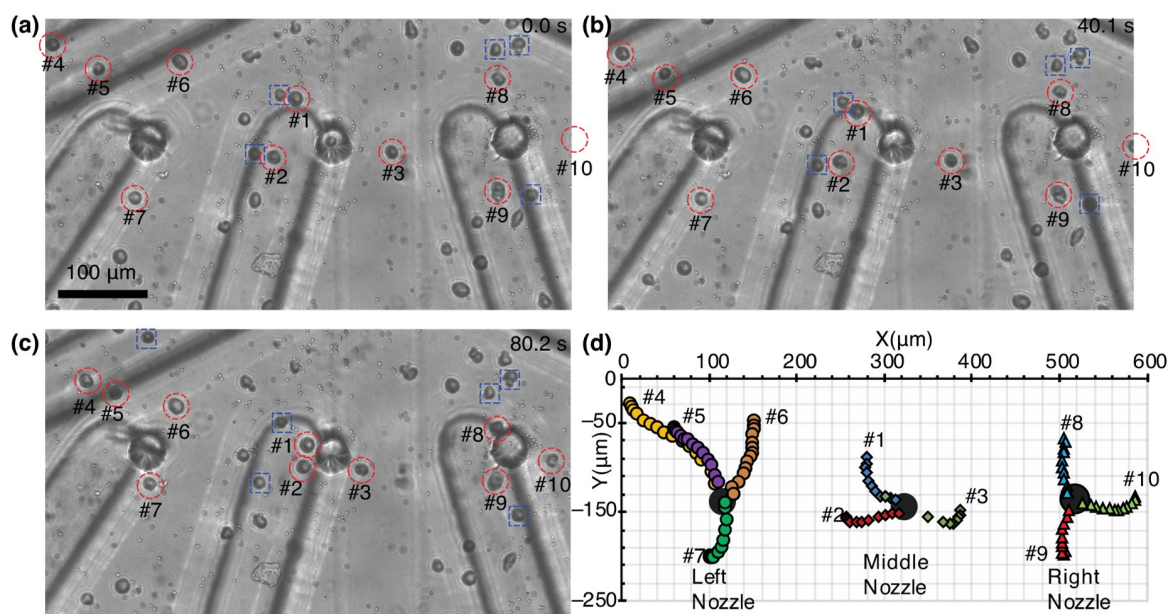 (a)
0.0 s
#4
#5
#6
#1
#8
#2
#3
#10
#7
#9
100 μm
(b)
40.1 s
#4
#5
#6
#8
#1
#2
#3
#10
#7
#9
(c)
80.2 s
#4
#5
#6
#1
#8
#2
#3
#10
#7
#9
(d)
X(μm)
0 100 200 300 400 500 600
0
−50
Y(μm)
−150
−250
#4
#5
#6
#1
#8
#3
#10
#2
#7
#9
Left
Nozzle
Middle
Nozzle
Right
Nozzle